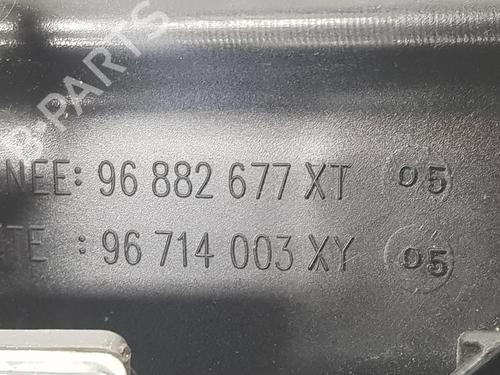 B-PARTS
NEE: 96 882 677 XT 05
TE : 96 714 003 XY 05